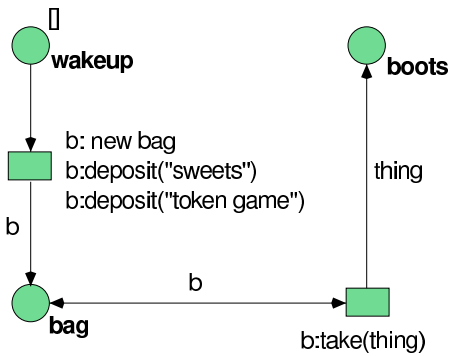 []
wakeup
boots
b: new bag
b:deposit("sweets")
b:deposit("token game")
thing
b
b
bag
b:take(thing)